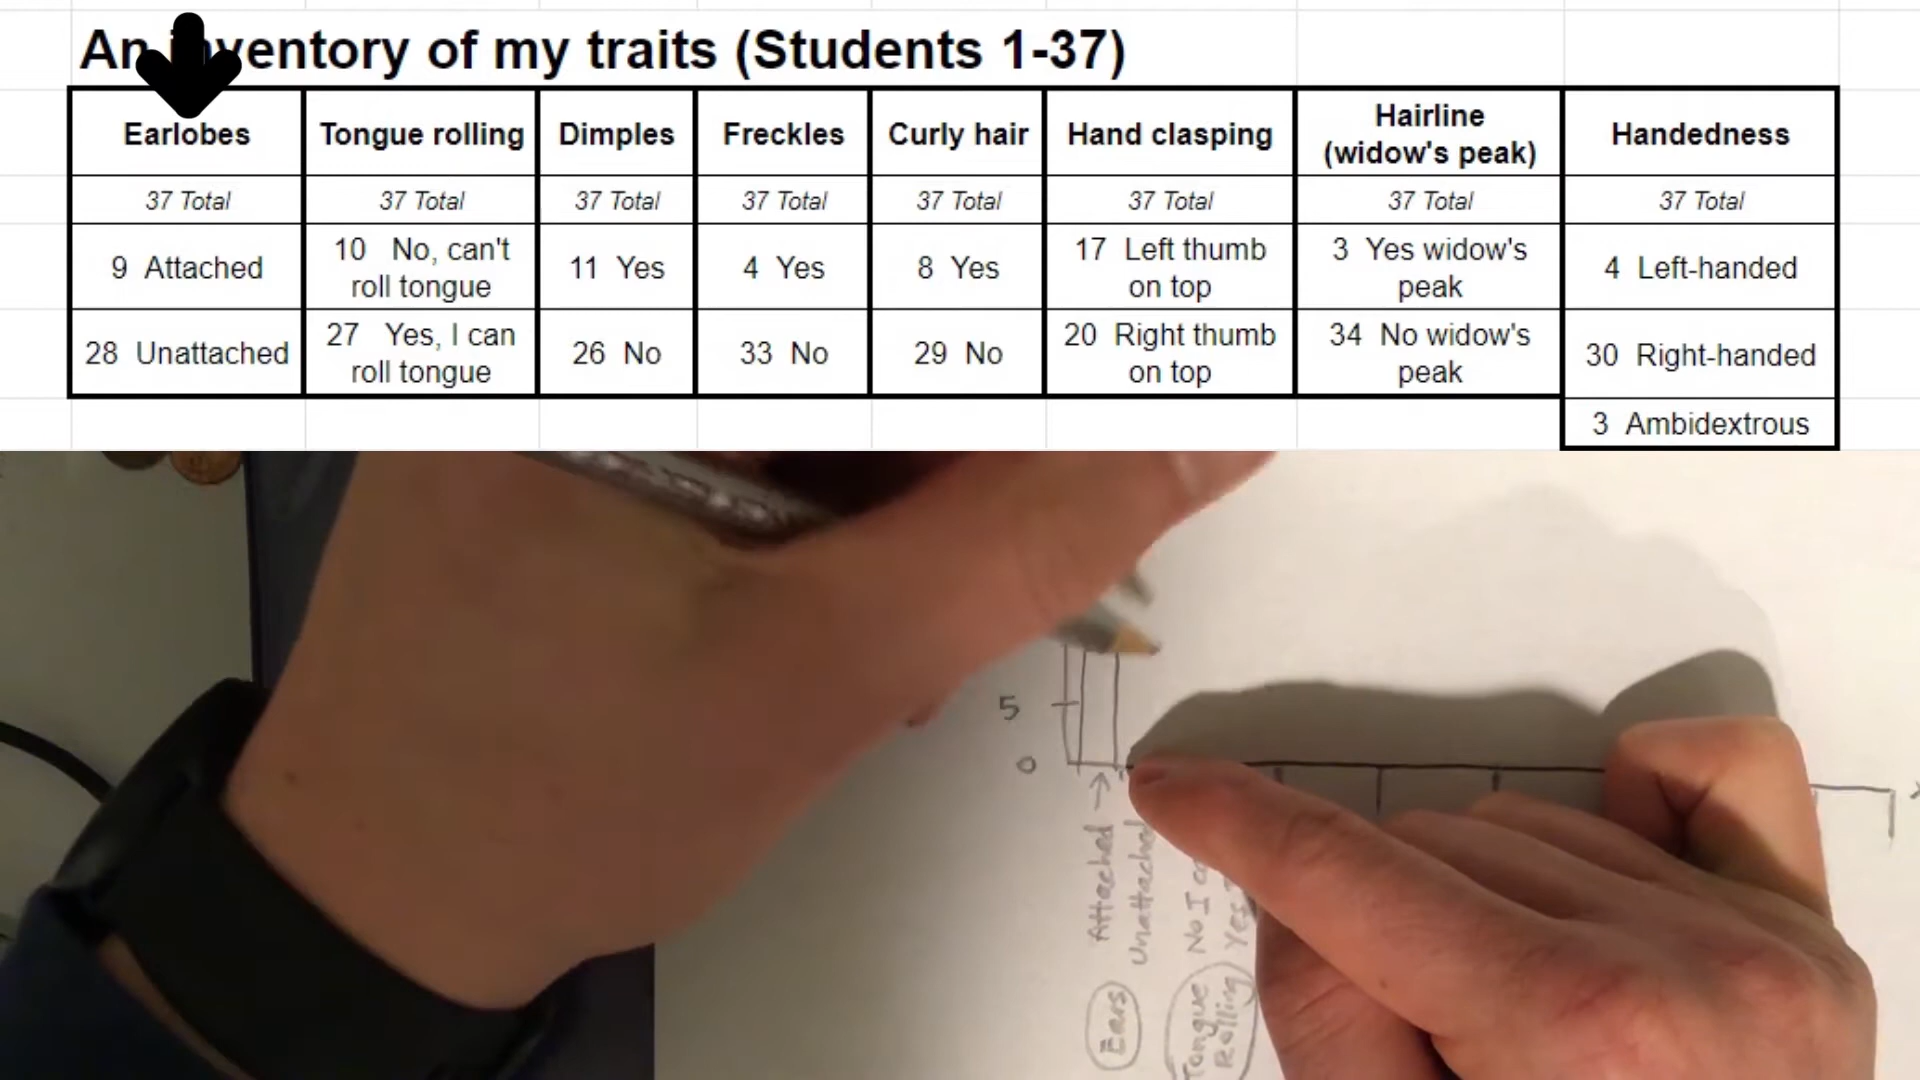 An inventory of my traits (Students 1-37)
Earlobes Tongue rolling Dimples Freckles Curly hair Hand clasping Hairline (widow's peak) Handedness
37 Total 37 Total 37 Total 37 Total 37 Total 37 Total 37 Total 37 Total
9 Attached 10 No, can't roll tongue 11 Yes 4 Yes 8 Yes 17 Left thumb on top 3 Yes widow's peak 4 Left-handed
28 Unattached 27 Yes, I can roll tongue 26 No 33 No 29 No 20 Right thumb on top 34 No widow's peak 30 Right-handed
3 Ambidextrous
5
0
Attached →
Unattached
No I
Yes
Ears
Tongue
Rolling